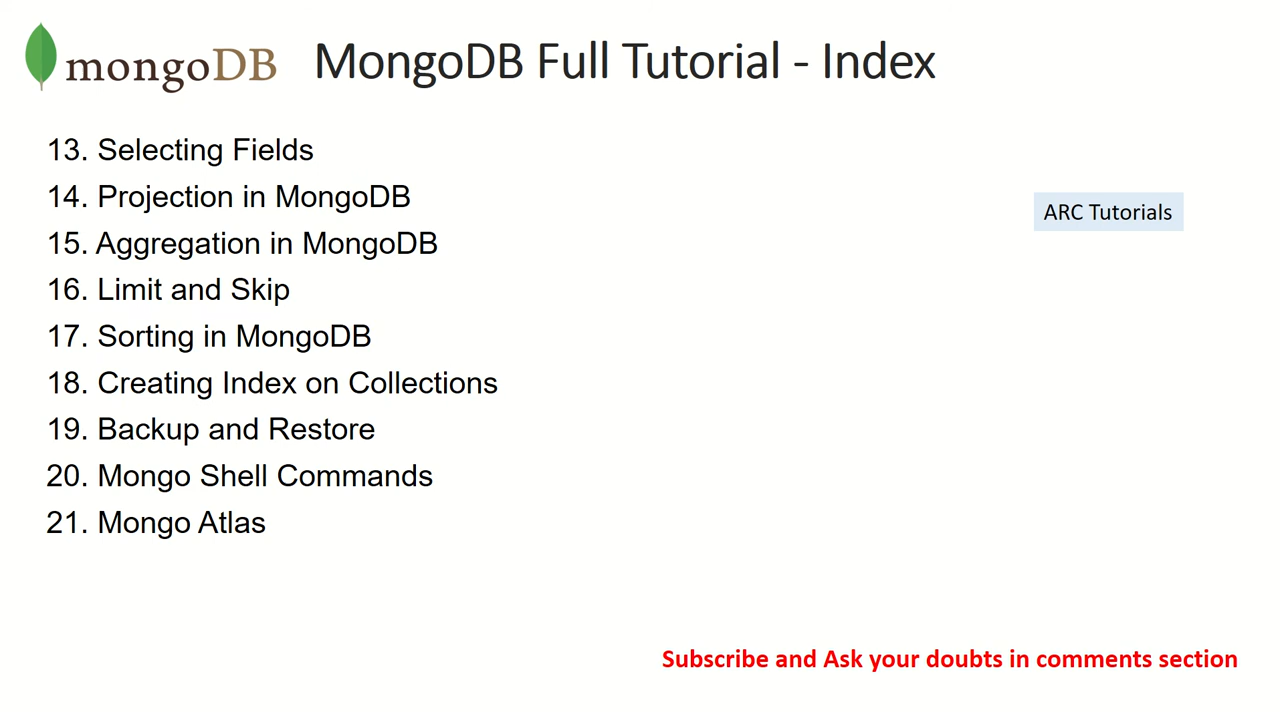 mongoDB
MongoDB Full Tutorial - Index
13. Selecting Fields
14. Projection in MongoDB
ARC Tutorials
15. Aggregation in MongoDB
16. Limit and Skip
17. Sorting in MongoDB
18. Creating Index on Collections
19. Backup and Restore
20. Mongo Shell Commands
21. Mongo Atlas
Subscribe and Ask your doubts in comments section